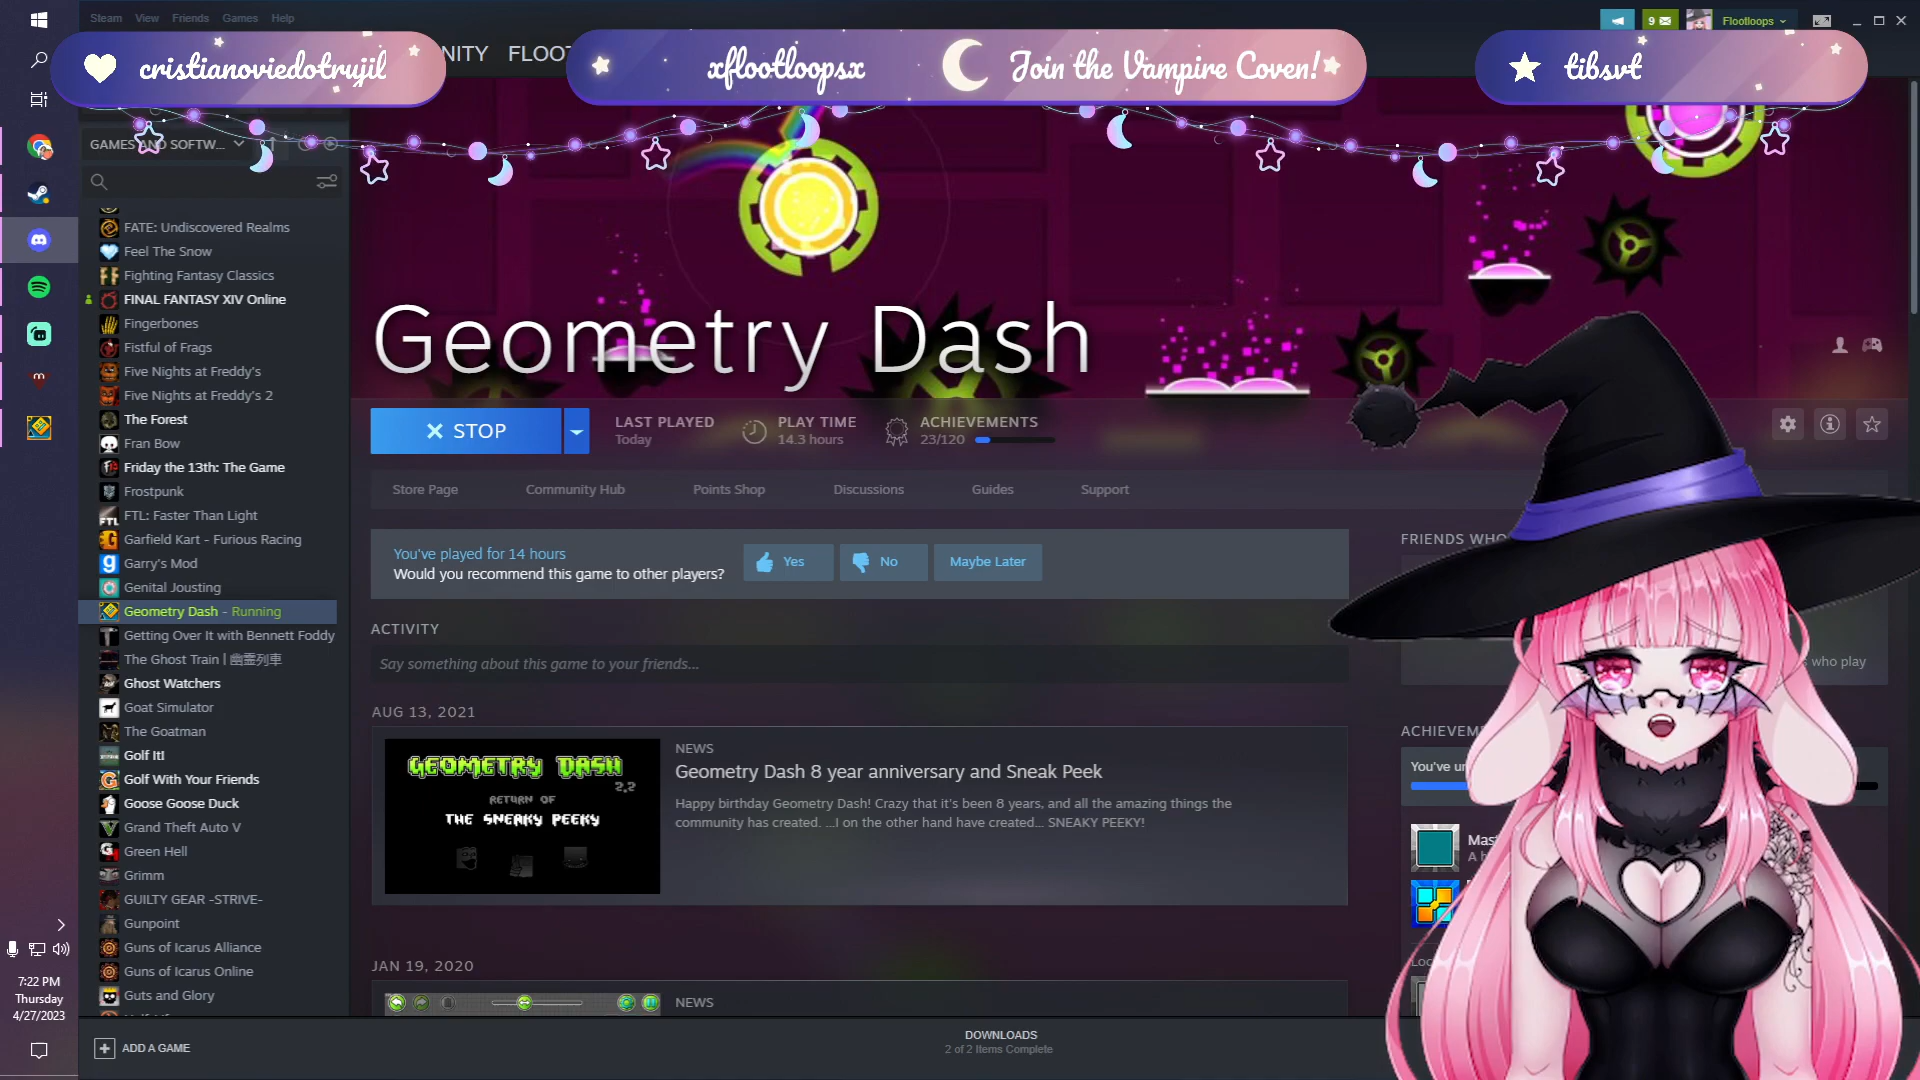 Steam View Friends Games Help
9
Flootloops
NITY FLOOT
cristianoviedotrujil
xflootloopsx
Join the Vampire Coven!
tibsvt
GAMES AND SOFTW...
FATE: Undiscovered Realms
Feel The Snow
Fighting Fantasy Classics
FINAL FANTASY XIV Online
Fingerbones
Fistful of Frags
Five Nights at Freddy's
Five Nights at Freddy's 2
The Forest
Fran Bow
Friday the 13th: The Game
Frostpunk
FTL: Faster Than Light
Garfield Kart - Furious Racing
Garry's Mod
Genital Jousting
Geometry Dash - Running
Getting Over It with Bennett Foddy
The Ghost Train | 幽霊列車
Ghost Watchers
Goat Simulator
The Goatman
Golf It!
Golf With Your Friends
Goose Goose Duck
Grand Theft Auto V
Green Hell
Grimm
GUILTY GEAR -STRIVE-
Gunpoint
Guns of Icarus Alliance
Guns of Icarus Online
Guts and Glory
ADD A GAME
7:22 PM
Thursday
4/27/2023
Geometry Dash
STOP
LAST PLAYED
Today
PLAY TIME
14.3 hours
ACHIEVEMENTS
23/120
Store Page Community Hub Points Shop Discussions Guides Support
You've played for 14 hours
Would you recommend this game to other players?
Yes
No
Maybe Later
ACTIVITY
Say something about this game to your friends...
AUG 13, 2021
GEOMETRY DASH
2.2
RETURN OF
THE SNEAKY PEEKY
NEWS
Geometry Dash 8 year anniversary and Sneak Peek
Happy birthday Geometry Dash! Crazy that it's been 8 years, and all the amazing things the
community has created. ...I on the other hand have created... SNEAKY PEEKY!
JAN 19, 2020
NEWS
DOWNLOADS
2 of 2 Items Complete
FRIENDS WHO
who play
ACHIEVEM
You've un
Mas
A h
Loc